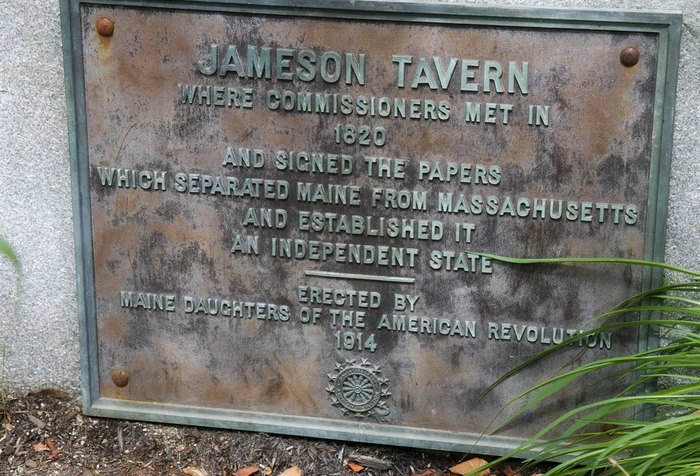 JAMESON TAVERN
WHERE COMMISSIONERS MET IN
1820
AND SIGNED THE PAPERS
WHICH SEPARATED MAINE FROM MASSACHUSETTS
AND ESTABLISHED IT
AN INDEPENDENT STATE
ERECTED BY
MAINE DAUGHTERS OF THE AMERICAN REVOLUTION
1914